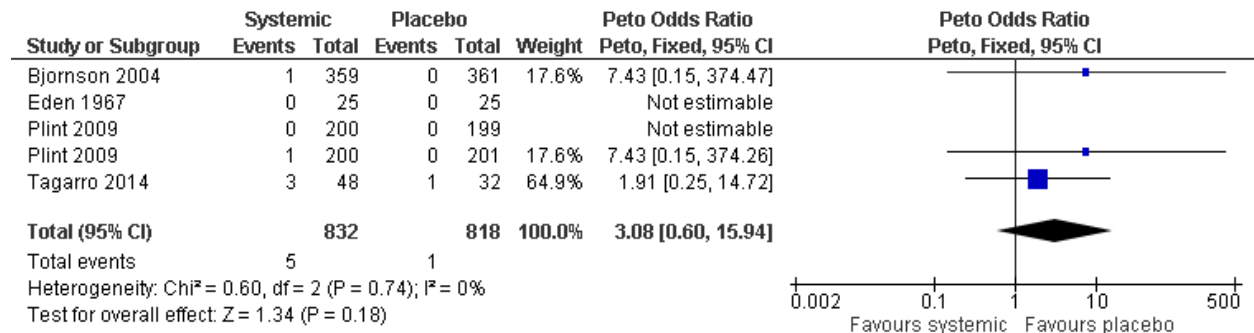 Systemic Placebo Peto Odds Ratio Peto Odds Ratio
Study or Subgroup Events Total Events Total Weight Peto, Fixed, 95% CI Peto, Fixed, 95% CI
Bjornson 2004 1 359 0 361 17.6% 7.43 [0.15, 374.47]
Eden 1967 0 25 0 25 Not estimable
Plint 2009 0 200 0 199 Not estimable
Plint 2009 1 200 0 201 17.6% 7.43 [0.15, 374.26]
Tagarro 2014 3 48 1 32 64.9% 1.91 [0.25, 14.72]
Total (95% CI) 832 818 100.0% 3.08 [0.60, 15.94]
Total events 5 1
Heterogeneity: Chi² = 0.60, df = 2 (P = 0.74); I² = 0%
Test for overall effect: Z = 1.34 (P = 0.18)
0.002 0.1 1 10 500
Favours systemic Favours placebo